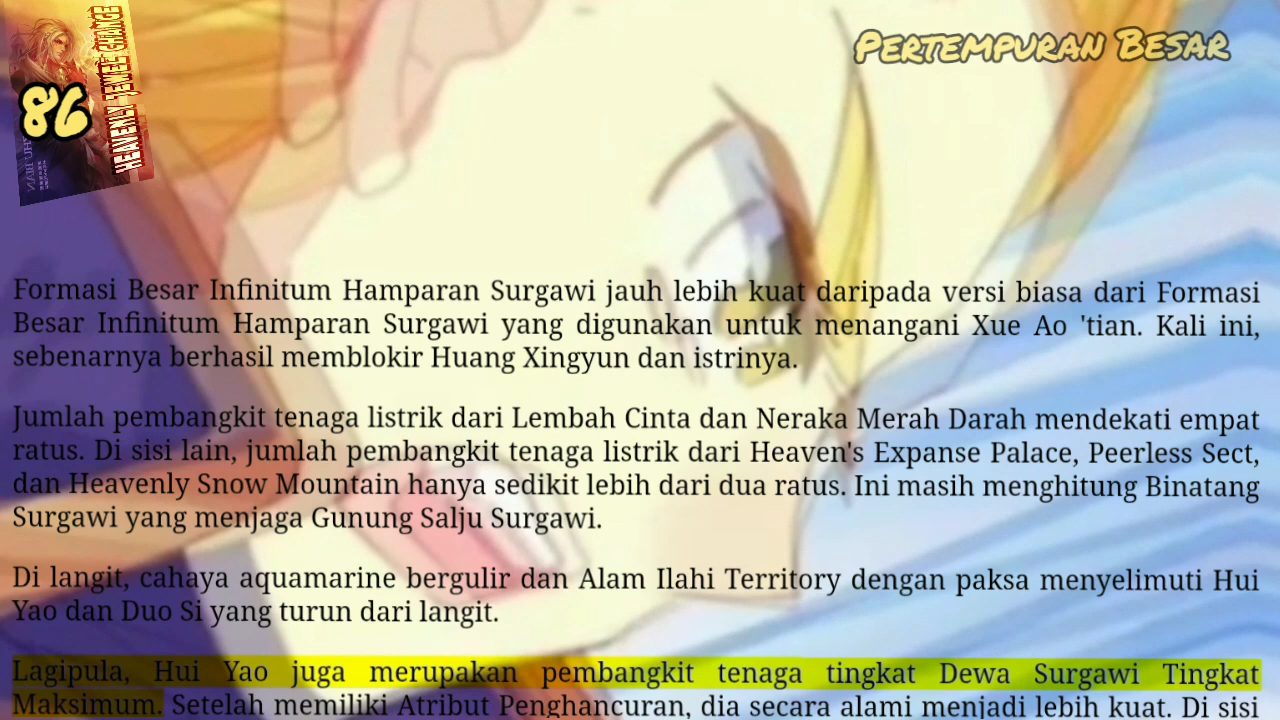 Pertempuran Besar
86
HEAVENLY JEWEL CHANGE
Formasi Besar Infinitum Hamparan Surgawi jauh lebih kuat daripada versi biasa dari Formasi
Besar Infinitum Hamparan Surgawi yang digunakan untuk menangani Xue Ao 'tian. Kali ini,
sebenarnya berhasil memblokir Huang Xingyun dan istrinya.
Jumlah pembangkit tenaga listrik dari Lembah Cinta dan Neraka Merah Darah mendekati empat
ratus. Di sisi lain, jumlah pembangkit tenaga listrik dari Heaven's Expanse Palace, Peerless Sect,
dan Heavenly Snow Mountain hanya sedikit lebih dari dua ratus. Ini masih menghitung Binatang
Surgawi yang menjaga Gunung Salju Surgawi.
Di langit, cahaya aquamarine bergulir dan Alam Ilahi Territory dengan paksa menyelimuti Hui
Yao dan Duo Si yang turun dari langit.
Lagipula, Hui Yao juga merupakan pembangkit tenaga tingkat Dewa Surgawi Tingkat
Maksimum. Setelah memiliki Atribut Penghancuran, dia secara alami menjadi lebih kuat. Di sisi